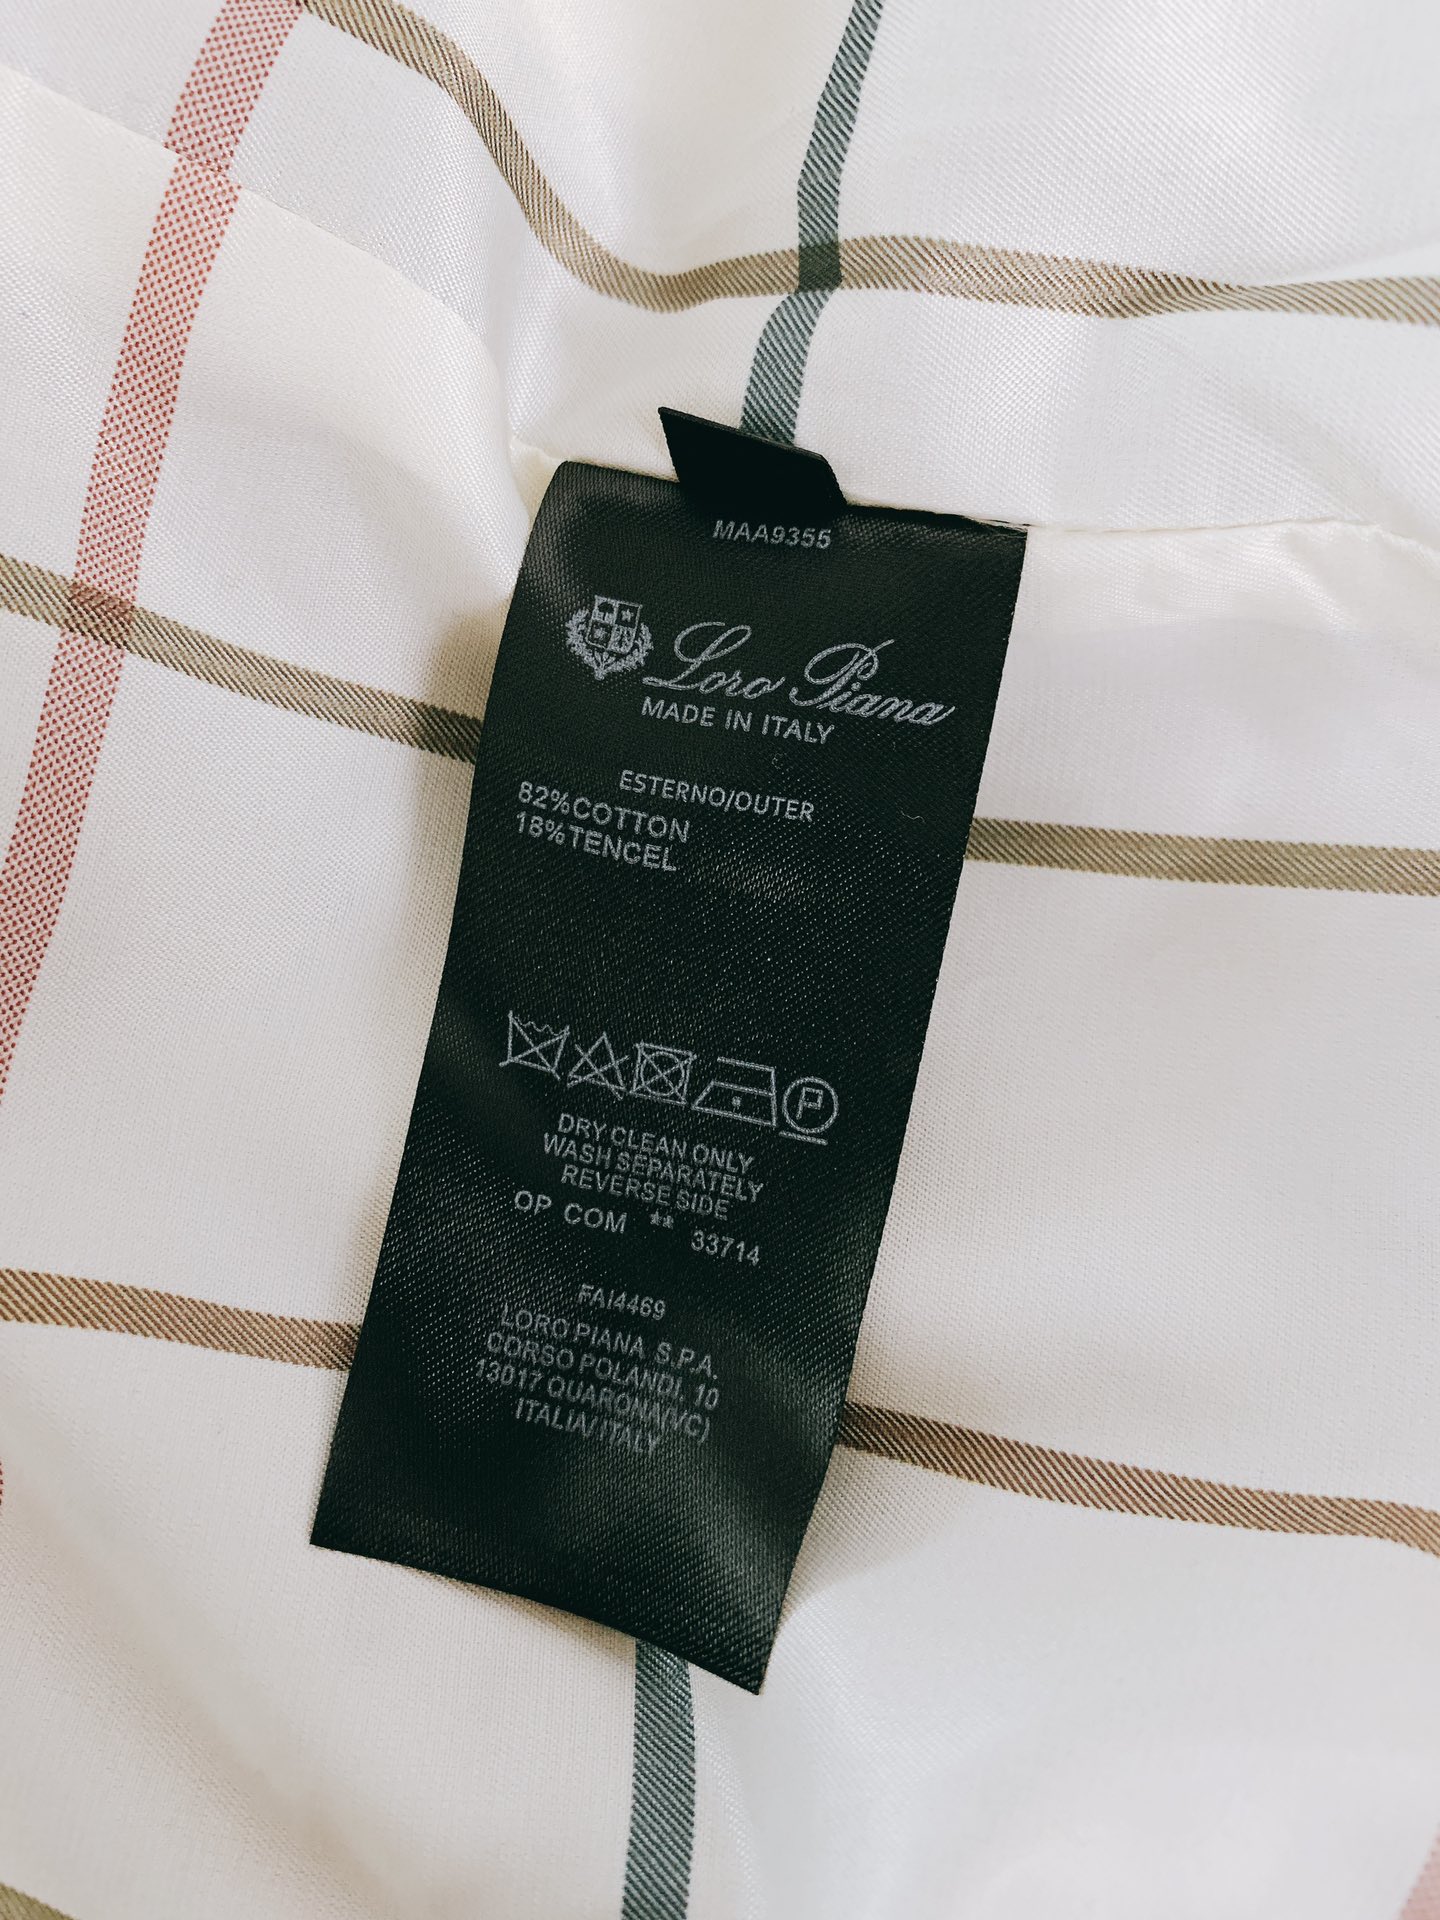 MAA9355
Loro Piana
MADE IN ITALY
ESTERNO/OUTER
82%COTTON
18%TENCEL
P
DRY CLEAN ONLY
WASH SEPARATELY
REVERSE SIDE
OP COM ** 33714
FAI4469
LORO PIANA S.P.A.
CORSO POLANDI, 10
13017 QUARONA(VC)
ITALIA/ITALY